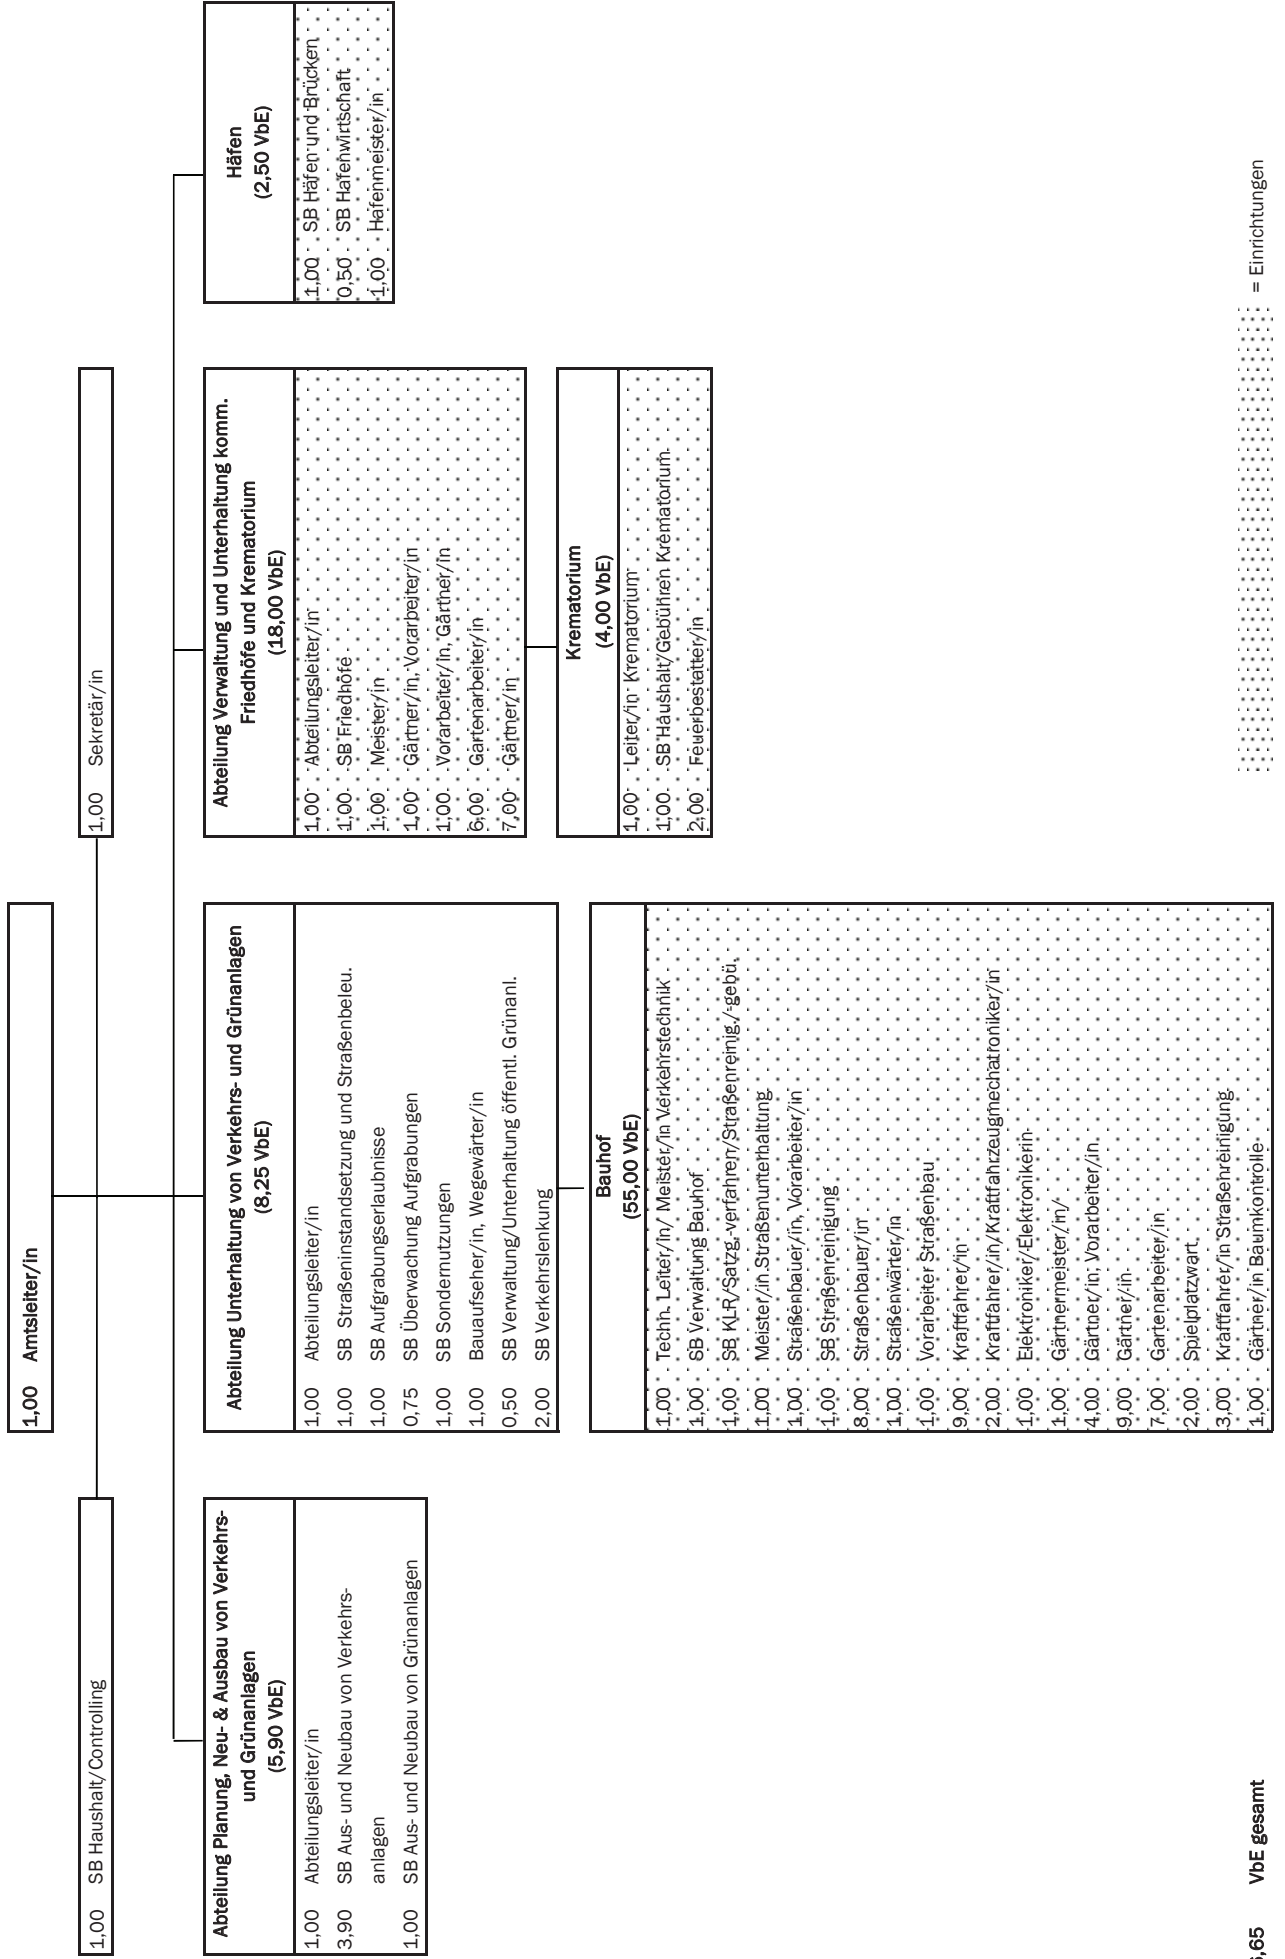 1,00 Amtsleiter/in
1,00 SB Haushalt/Controlling
1,00 Sekretär/in
Abteilung Planung, Neu- & Ausbau von Verkehrs-
und Grünanlagen
(5,90 VbE)
1,00 Abteilungsleiter/in
3,90 SB Aus- und Neubau von Verkehrs-
anlagen
1,00 SB Aus- und Neubau von Grünanlagen
Abteilung Unterhaltung von Verkehrs- und Grünanlagen
(8,25 VbE)
1,00 Abteilungsleiter/in
1,00 SB Straßeninstandsetzung und Straßenbeleu.
1,00 SB Aufgrabungserlaubnisse
0,75 SB Überwachung Aufgrabungen
1,00 SB Sondernutzungen
1,00 Bauaufseher/in, Wegewärter/in
0,50 SB Verwaltung/Unterhaltung öffentl. Grünanl.
2,00 SB Verkehrslenkung
Bauhof
(55,00 VbE)
1,00 Techn. Leiter/in/ Meister/in Verkehrstechnik
1,00 SB Verwaltung Bauhof
1,00 SB KLR/Satzg.-verfahren/Straßenreinig./-gebü.
1,00 Meister/in Straßenunterhaltung
1,00 Straßenbauer/in, Vorarbeiter/in
1,00 SB Straßenreinigung
8,00 Straßenbauer/in
1,00 Straßenwärter/in
1,00 Vorarbeiter Straßenbau
9,00 Kraftfahrer/in
2,00 Kraftfahrer/in/Kraftfahrzeugmechatroniker/in
1,00 Elektroniker/Elektronikerin
1,00 Gärtnermeister/in/
4,00 Gärtner/in, Vorarbeiter/in
9,00 Gärtner/in
7,00 Gartenarbeiter/in
2,00 Spielplatzwart
3,00 Kraftfahrer/in Straßenreinigung
1,00 Gärtner/in Baumkontrolle
Abteilung Verwaltung und Unterhaltung komm.
Friedhöfe und Krematorium
(18,00 VbE)
1,00 Abteilungsleiter/in
1,00 SB Friedhöfe
1,00 Meister/in
1,00 Gärtner/in, Vorarbeiter/in
1,00 Vorarbeiter/in, Gärtner/in
6,00 Gartenarbeiter/in
7,00 Gärtner/in
Krematorium
(4,00 VbE)
1,00 Leiter/in Krematorium
1,00 SB Haushalt/Gebühren Krematorium
2,00 Feuerbestatter/in
Häfen
(2,50 VbE)
1,00 SB Häfen und Brücken
0,50 SB Hafenwirtschaft
1,00 Hafenmeister/in
VbE gesamt
= Einrichtungen